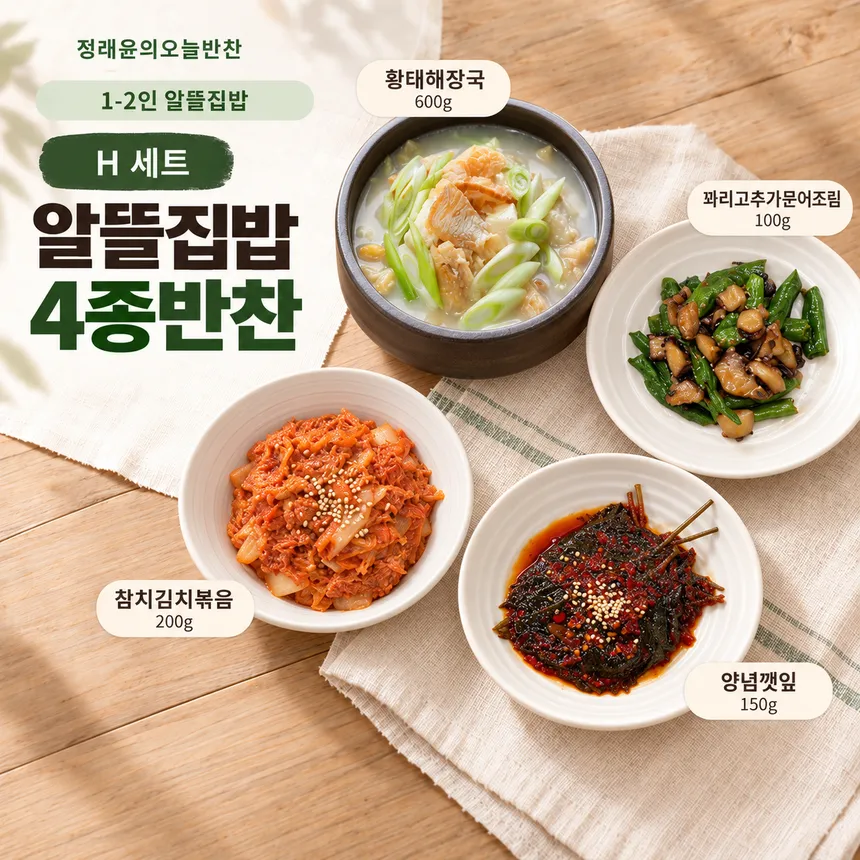 정래윤의오늘반찬
1-2인 알뜰집밥
H 세트
알뜰집밥
4종반찬
황태해장국
600g
꽈리고추가문어조림
100g
참치김치볶음
200g
양념깻잎
150g